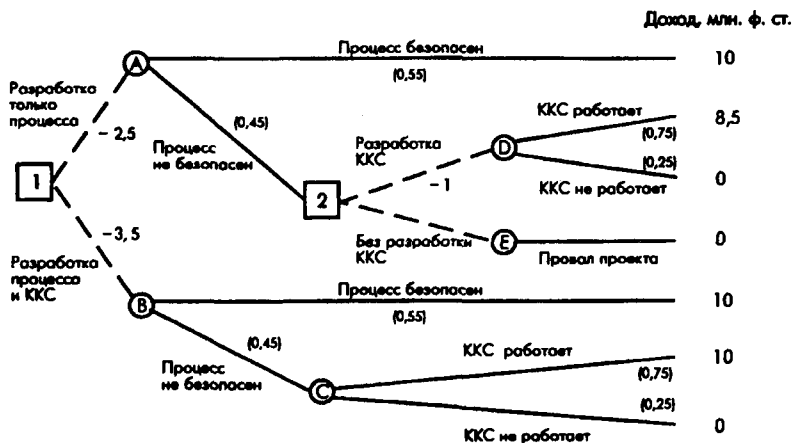 Доход, млн. ф. ст.
Процесс безопасен
10
А
(0,55)
Разработка
только
процесса
– 2,5
(0,45)
ККС работает
8,5
Процесс
не безопасен
Разработка
ККС
D
(0,75)
(0,25)
1
– 1
ККС не работает
0
2
Без разработки
ККС
E
Провал проекта
0
– 3,5
Разработка
процесса
и ККС
Процесс безопасен
10
B
(0,55)
(0,45)
ККС работает
10
Процесс
не безопасен
(0,75)
C
(0,25)
0
ККС не работает